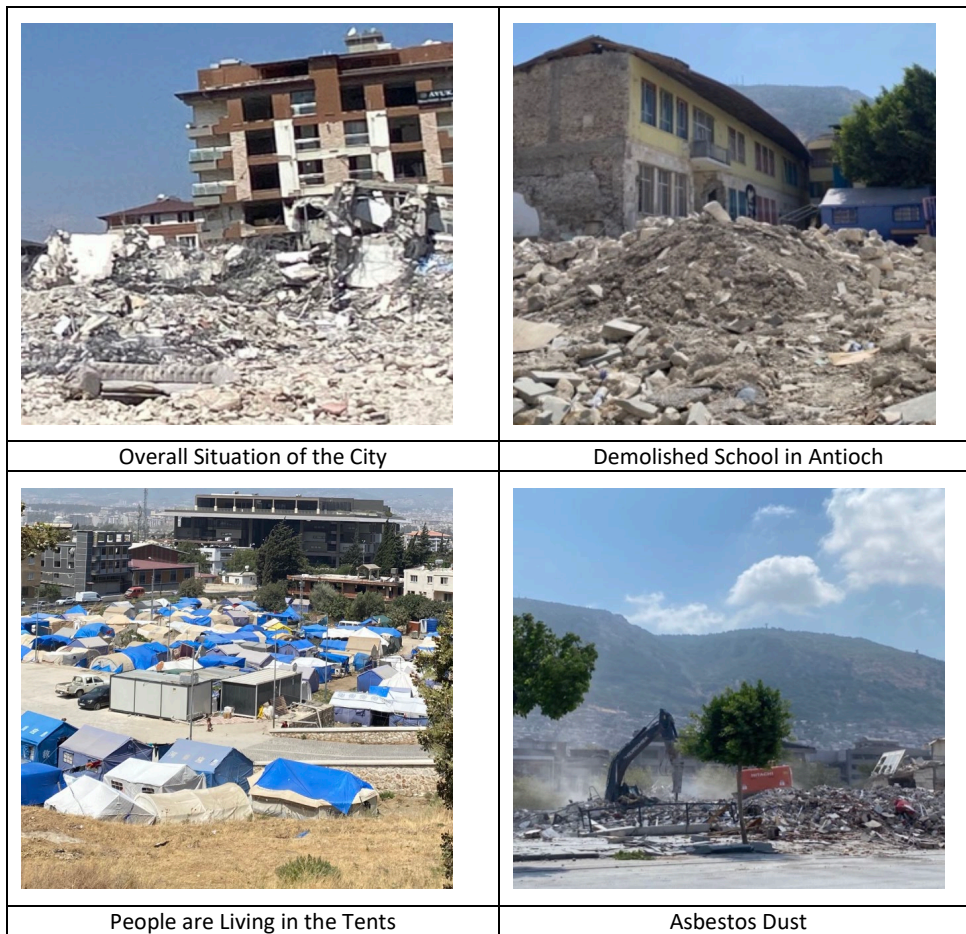 Overall Situation of the City
Demolished School in Antioch
People are Living in the Tents
Asbestos Dust